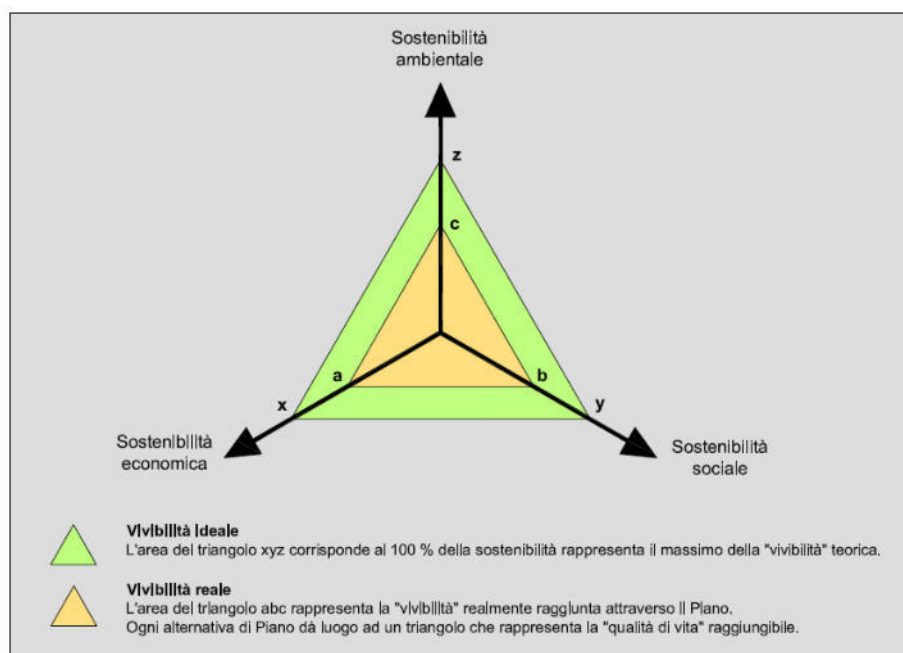 Sostenibilità
ambientale
z
c
a
b
x
y
Sostenibilità
economica
Sostenibilità
sociale
Vivibilità ideale
L'area del triangolo xyz corrisponde al 100 % della sostenibilità rappresenta il massimo della "vivibilità" teorica.
Vivibilità reale
L'area del triangolo abc rappresenta la "vivibilità" realmente raggiunta attraverso il Piano.
Ogni alternativa di Piano dà luogo ad un triangolo che rappresenta la "qualità di vita" raggiungibile.